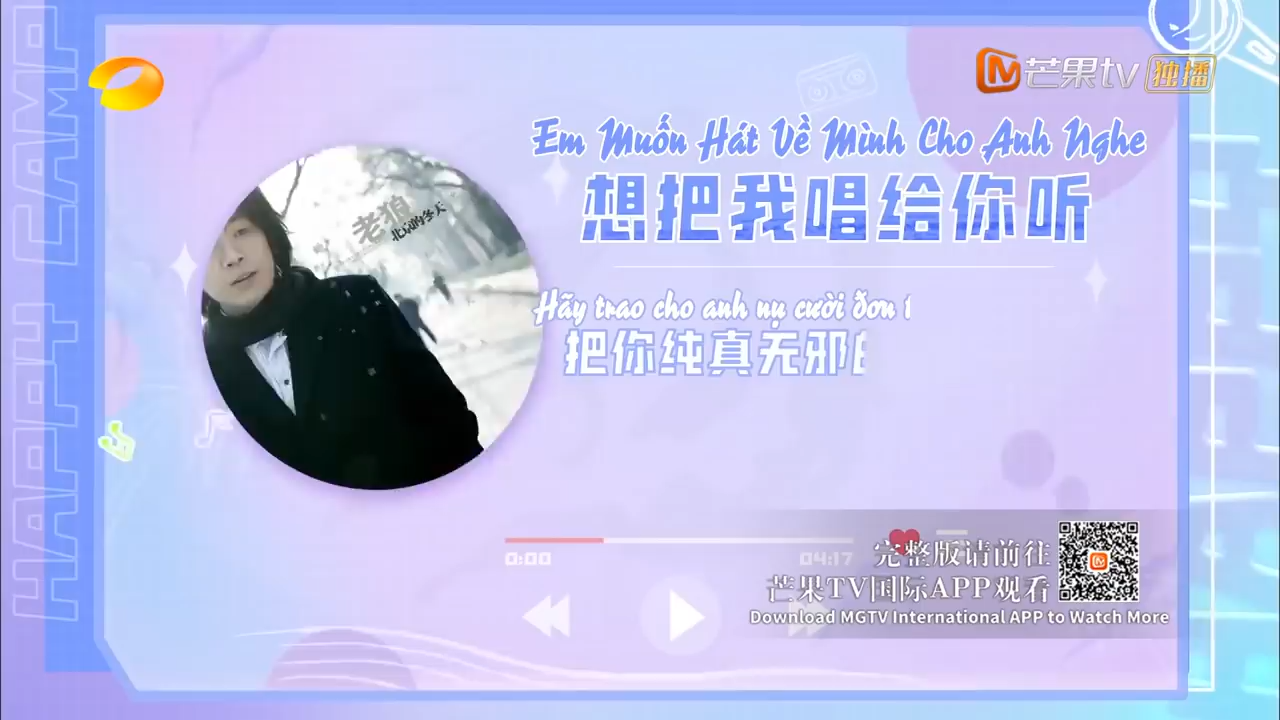 HAPPY CAMP
芒果tv 独播
Em Muốn Hát Về Mình Cho Anh Nghe
想把我唱给你听
老狼
北京的冬天
Hãy trao cho anh nụ cười đơn
把你纯真无邪
0:00
04:17
完整版请前往
芒果TV国际APP观看
Download MGTV International APP to Watch More